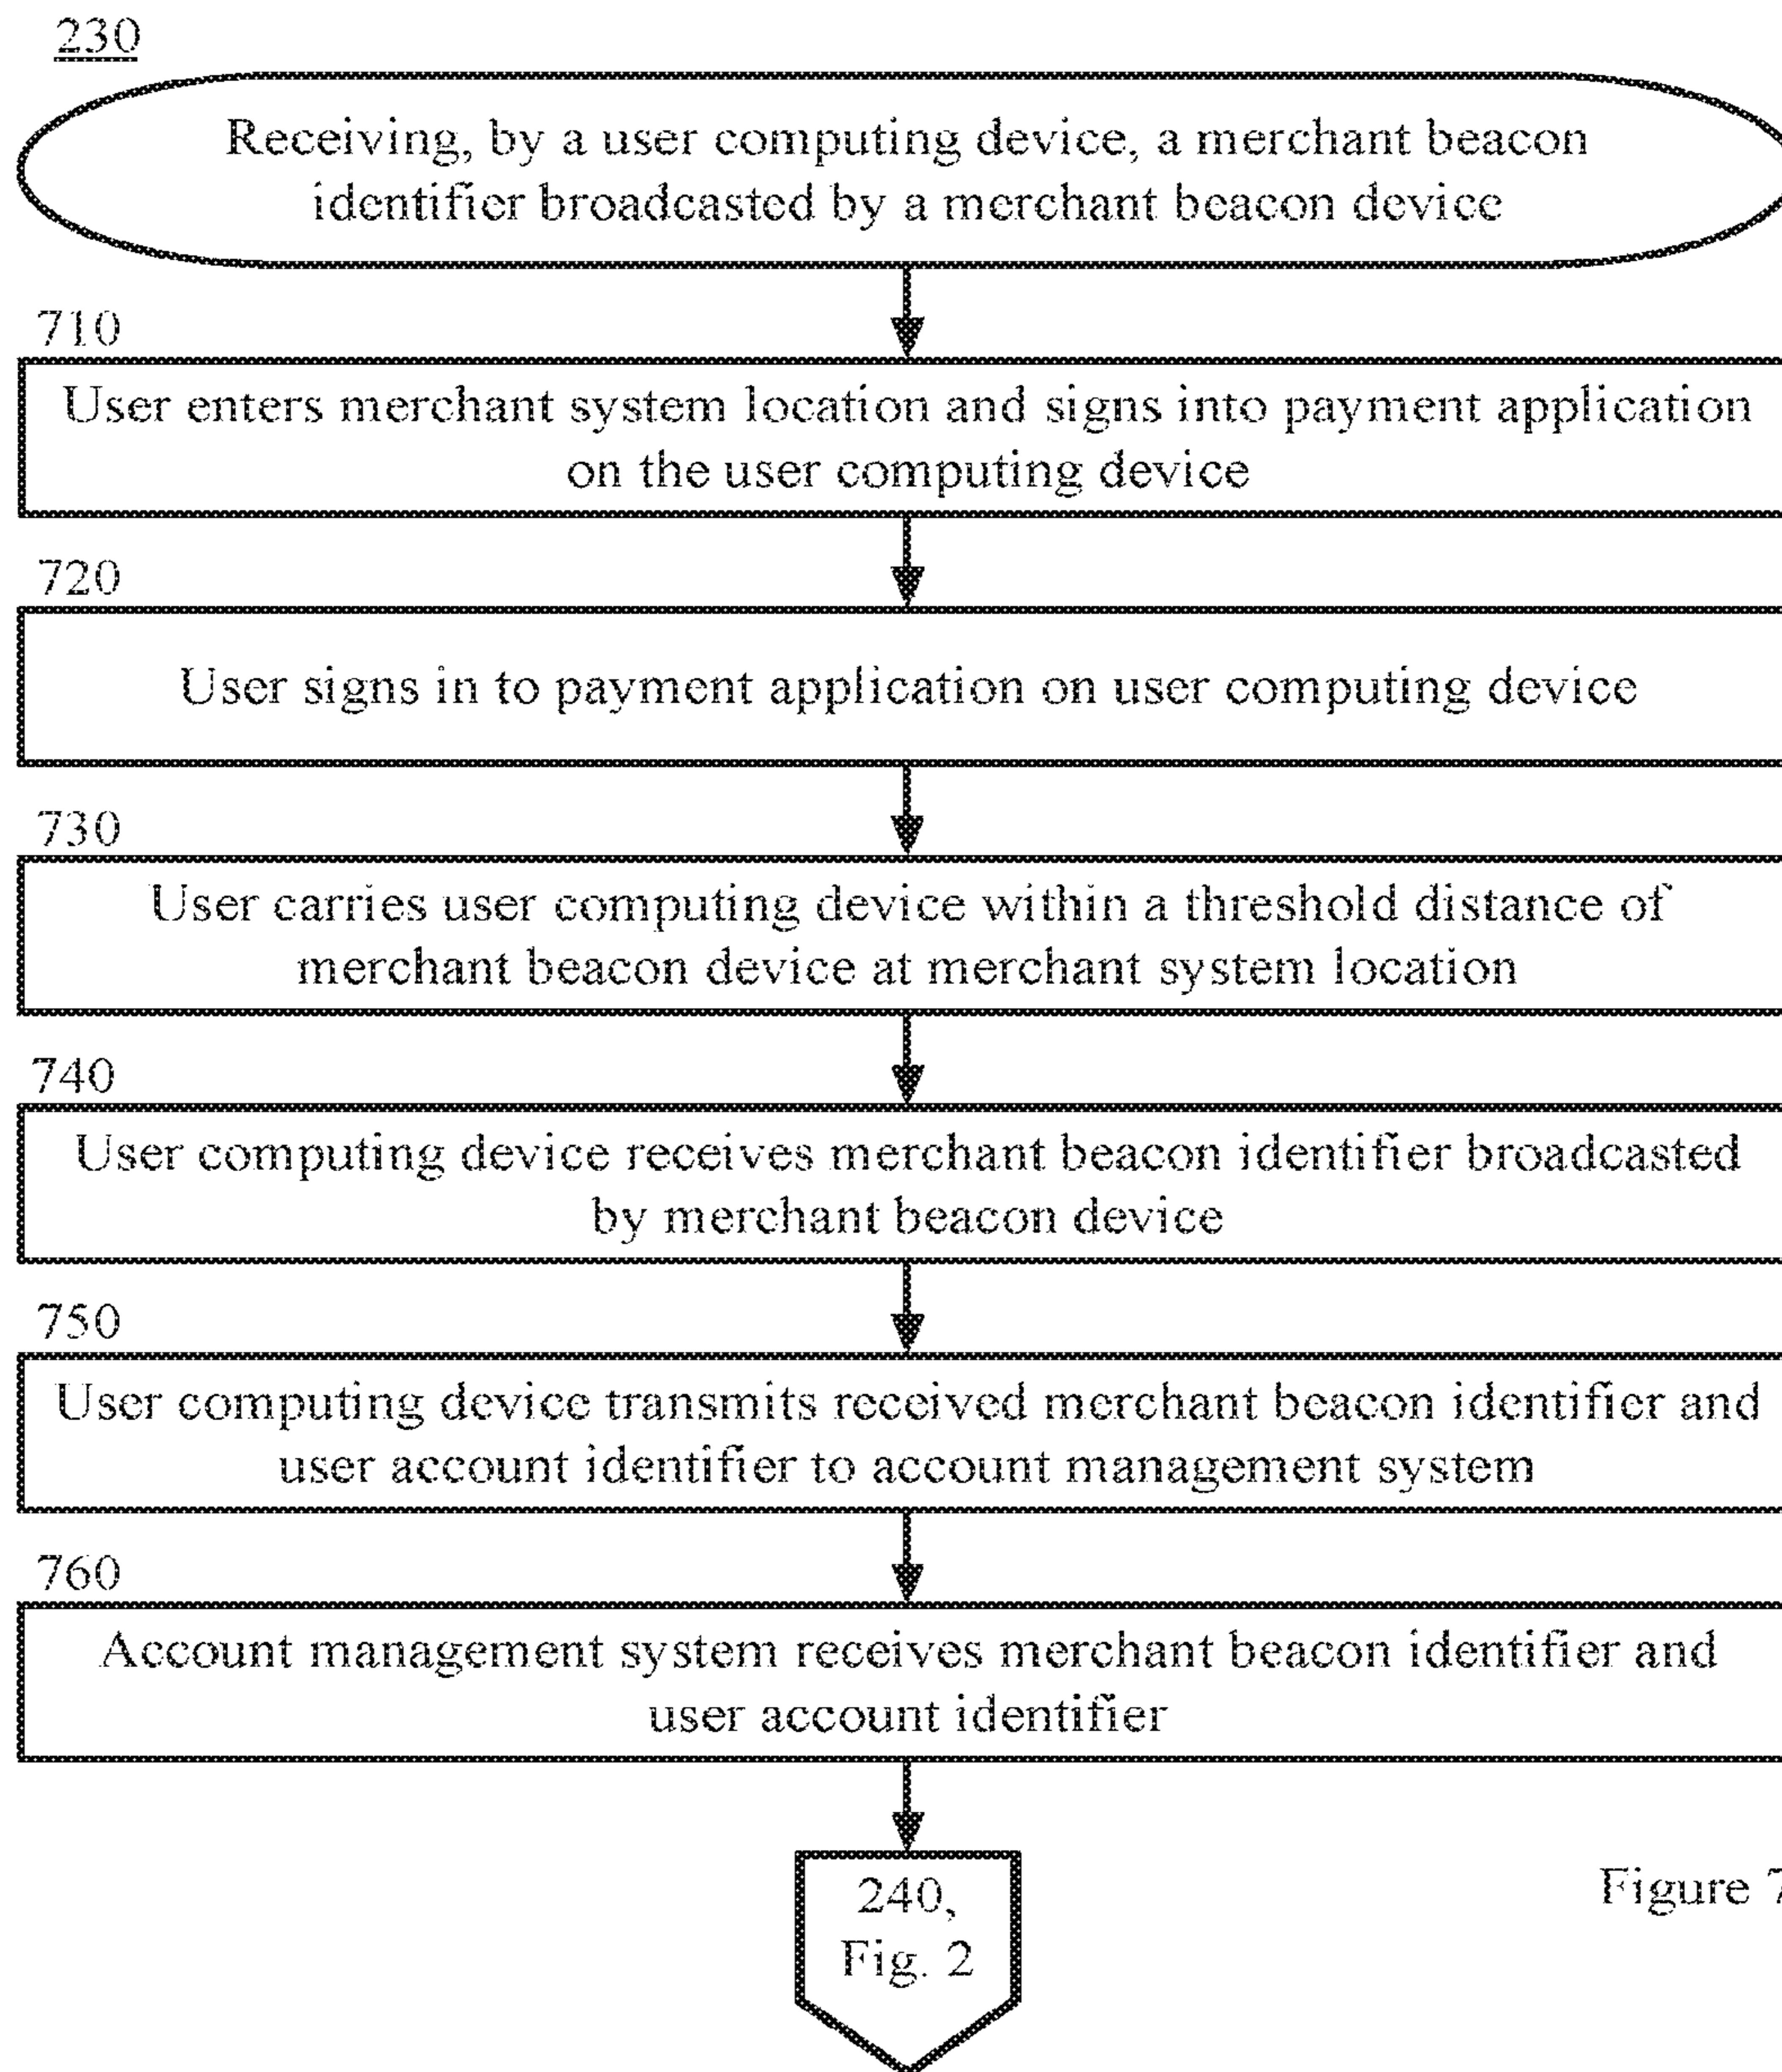 230
Receiving, by a user computing device, a merchant beacon
identifier broadcasted by a merchant beacon device
710
User enters merchant system location and signs into payment application
on the user computing device
720
User signs in to payment application on user computing device
730
User carries user computing device within a threshold distance of
merchant beacon device at merchant system location
740
User computing device receives merchant beacon identifier broadcasted
by merchant beacon device
750
User computing device transmits received merchant beacon identifier and
user account identifier to account management system
760
Account management system receives merchant beacon identifier and
user account identifier
240,
Fig. 2
Figure 7